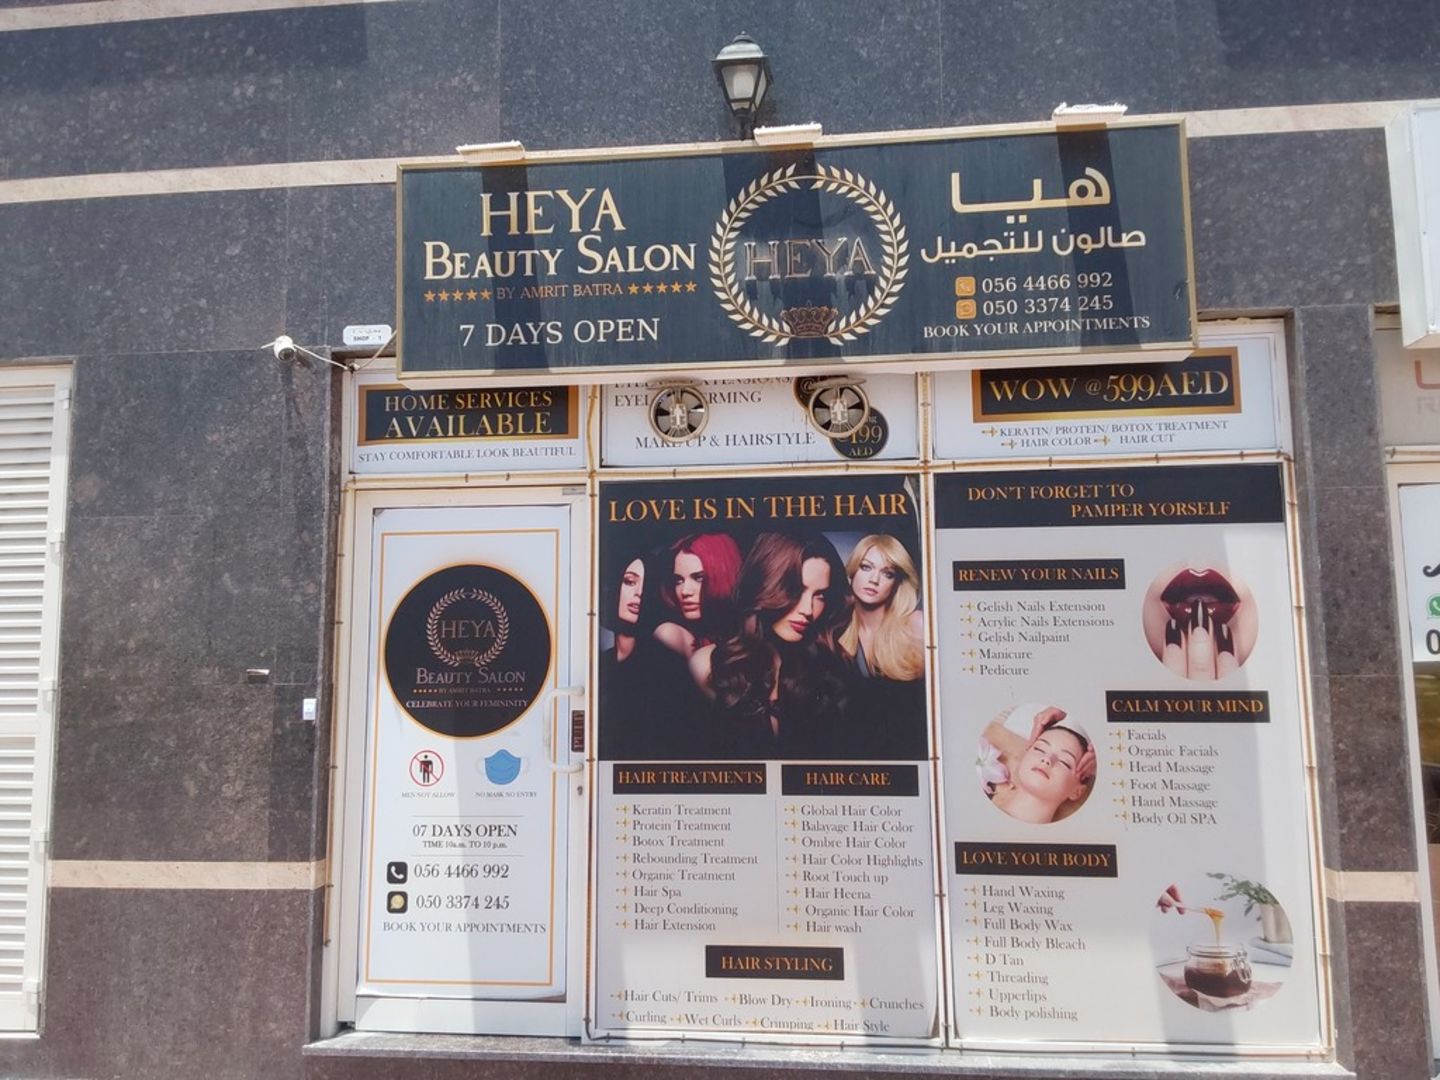 HEYA
BEAUTY SALON
BY AMRIT BATRA
7 DAYS OPEN
HEYA
هيا
صالون للتجميل
056 4466 992
050 3374 245
BOOK YOUR APPOINTMENTS
SHOP - 1
HOME SERVICES
AVAILABLE
STAY COMFORTABLE LOOK BEAUTIFUL
MAKE UP & HAIRSTYLE
199
AED
WOW @ 599AED
KERATIN/ PROTEIN/ BOTOX TREATMENT
HAIR COLOR HAIR CUT
HEYA
BEAUTY SALON
BY AMRIT BATRA
CELEBRATE YOUR FEMININITY
MEN NOT ALLOW
NO MASK NO ENTRY
07 DAYS OPEN
TIME 10a.m. TO 10 p.m.
056 4466 992
050 3374 245
BOOK YOUR APPOINTMENTS
PULL
LOVE IS IN THE HAIR
HAIR TREATMENTS
Keratin Treatment
Protein Treatment
Botox Treatment
Rebounding Treatment
Organic Treatment
Hair Spa
Deep Conditioning
Hair Extension
HAIR CARE
Global Hair Color
Balayage Hair Color
Ombre Hair Color
Hair Color Highlights
Root Touch up
Hair Heena
Organic Hair Color
Hair wash
HAIR STYLING
Hair Cuts/ Trims Blow Dry Ironing Crunches
Curling Wet Curls Crimping Hair Style
DON'T FORGET TO
PAMPER YORSELF
RENEW YOUR NAILS
Gelish Nails Extension
Acrylic Nails Extensions
Gelish Nailpaint
Manicure
Pedicure
CALM YOUR MIND
Facials
Organic Facials
Head Massage
Foot Massage
Hand Massage
Body Oil SPA
LOVE YOUR BODY
Hand Waxing
Leg Waxing
Full Body Wax
Full Body Bleach
D Tan
Threading
Upperlips
Body polishing